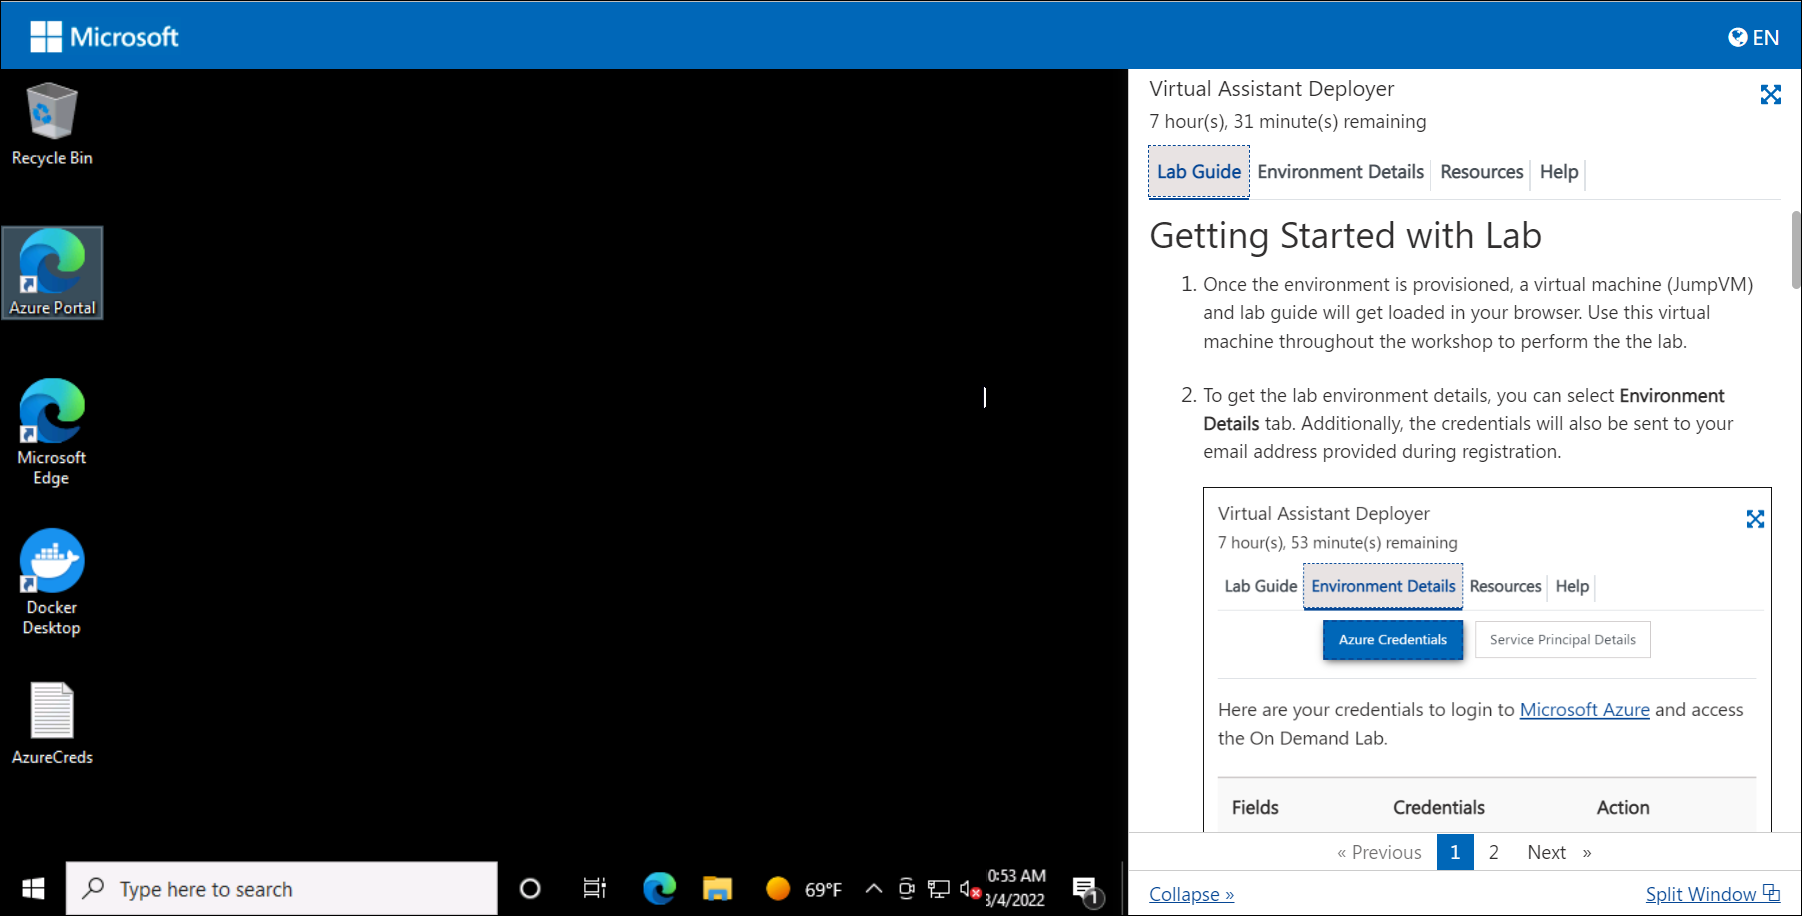 Microsoft
EN
Recycle Bin
Azure Portal
Microsoft
Edge
Docker
Desktop
AzureCreds
Type here to search
69°F
0:53 AM
3/4/2022
1
Virtual Assistant Deployer
7 hour(s), 31 minute(s) remaining
Lab Guide
Environment Details
Resources
Help
Getting Started with Lab
1. Once the environment is provisioned, a virtual machine (JumpVM)
and lab guide will get loaded in your browser. Use this virtual
machine throughout the workshop to perform the the lab.
2. To get the lab environment details, you can select Environment
Details tab. Additionally, the credentials will also be sent to your
email address provided during registration.
Virtual Assistant Deployer
7 hour(s), 53 minute(s) remaining
Lab Guide
Environment Details
Resources
Help
Azure Credentials
Service Principal Details
Here are your credentials to login to Microsoft Azure and access
the On Demand Lab.
Fields
Credentials
Action
« Previous
1
2
Next »
Collapse »
Split Window